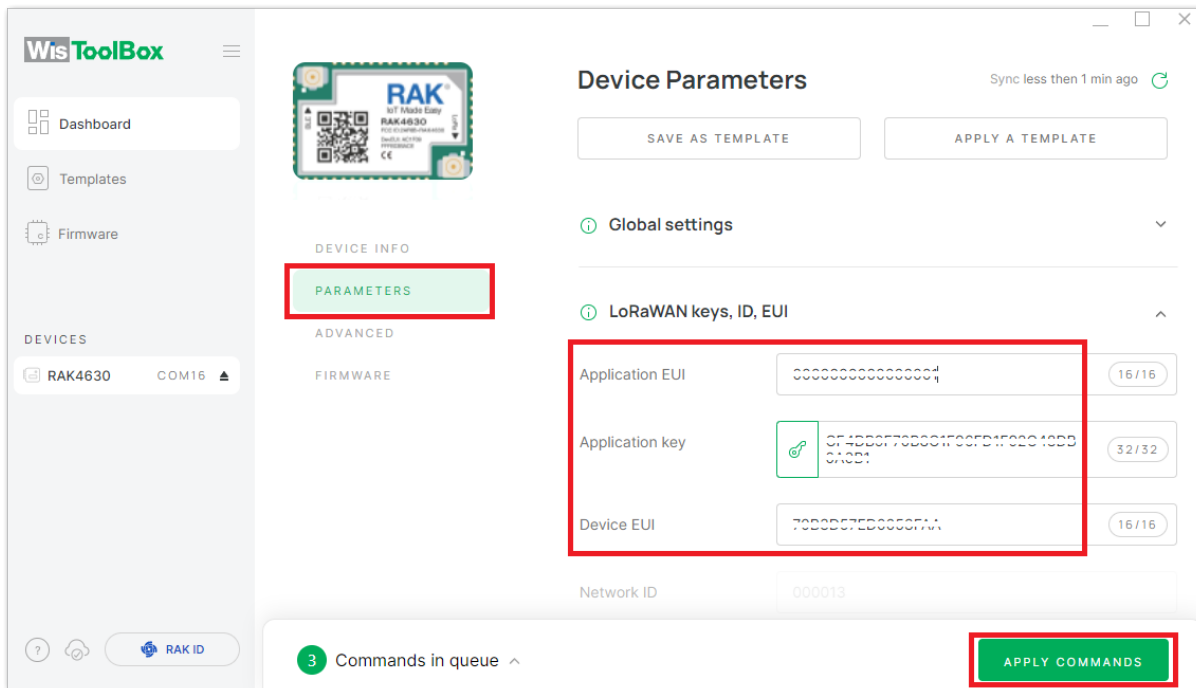 WisToolBox
Dashboard
Templates
Firmware
DEVICES
RAK4630 COM16
?
RAK ID
RAK
IoT Made Easy
RAK4630
BLE
DEVICE INFO
PARAMETERS
ADVANCED
FIRMWARE
Device Parameters
Sync less then 1 min ago
SAVE AS TEMPLATE
APPLY A TEMPLATE
Global settings
LoRaWAN keys, ID, EUI
Application EUI
16/16
Application key
32/32
Device EUI
16/16
Network ID 000013
3 Commands in queue
APPLY COMMANDS